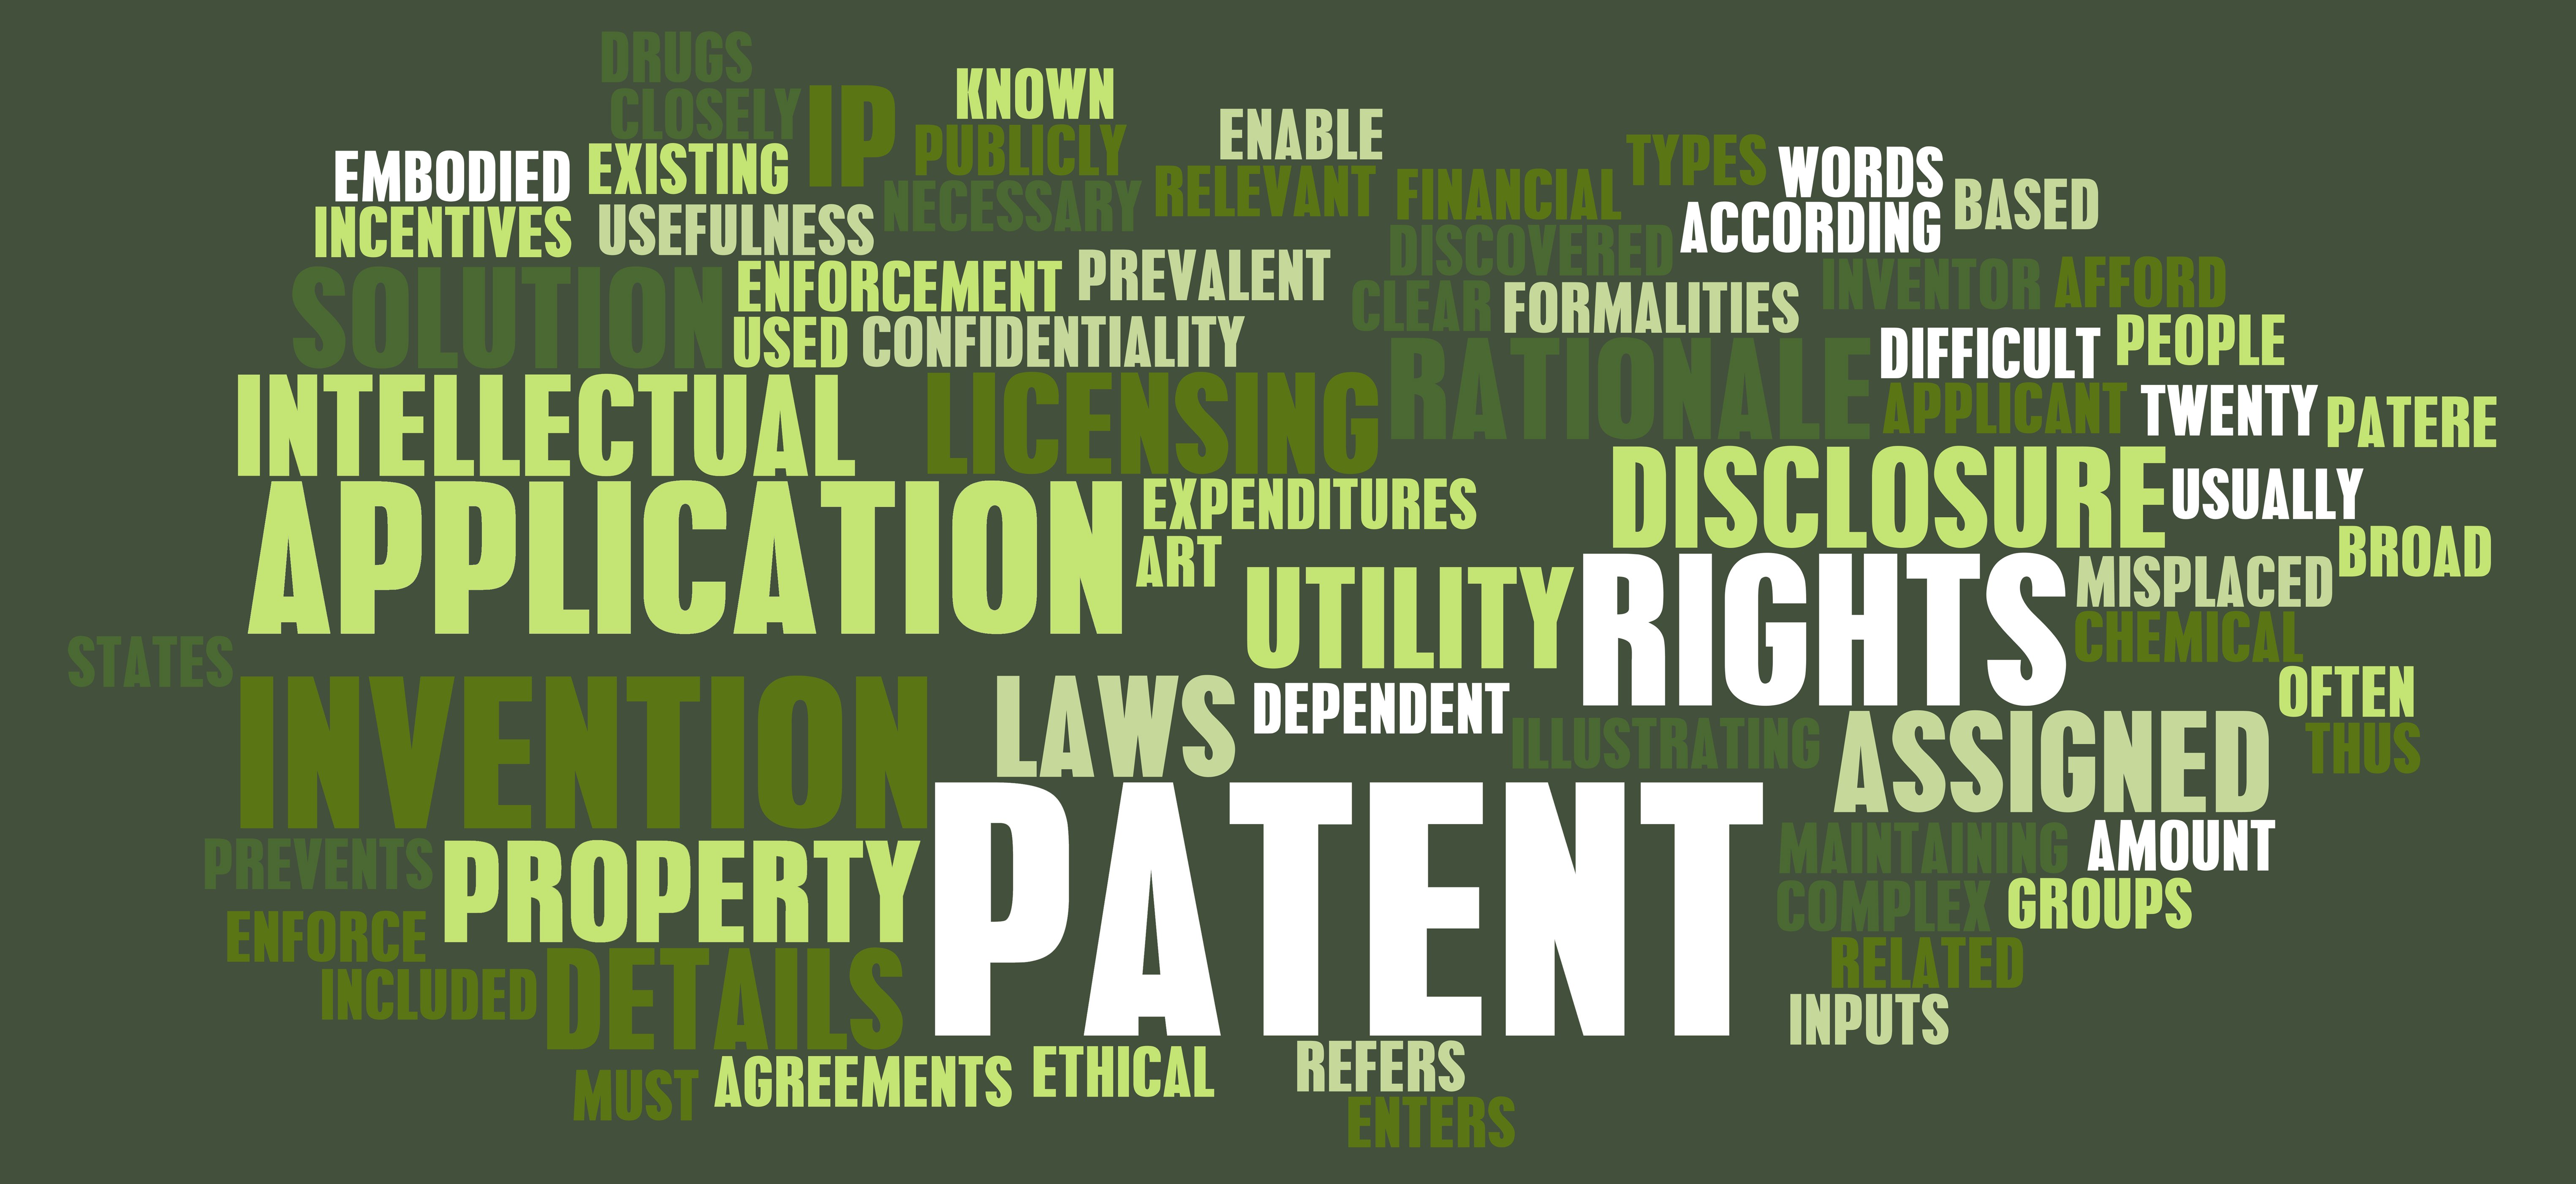 DRUGS
CLOSELY
IP
KNOWN
PUBLICLY
ENABLE
TYPES
WORDS
EMBODIED
EXISTING
NECESSARY
RELEVANT
FINANCIAL
ACCORDING
BASED
INCENTIVES
USEFULNESS
DISCOVERED
SOLUTION
ENFORCEMENT
PREVALENT
CLEAR
FORMALITIES
INVENTOR
AFFORD
USED
CONFIDENTIALITY
RATIONALE
DIFFICULT
PEOPLE
INTELLECTUAL
LICENSING
APPLICANT
TWENTY
PATERE
APPLICATION
EXPENDITURES
DISCLOSURE
USUALLY
ART
BROAD
UTILITY
RIGHTS
MISPLACED
CHEMICAL
STATES
INVENTION
LAWS
DEPENDENT
ILLUSTRATING
ASSIGNED
OFTEN
THUS
PREVENTS
PROPERTY
PATENT
MAINTAINING
AMOUNT
COMPLEX
GROUPS
ENFORCE
INCLUDED
DETAILS
RELATED
INPUTS
MUST
AGREEMENTS
ETHICAL
REFERS
ENTERS